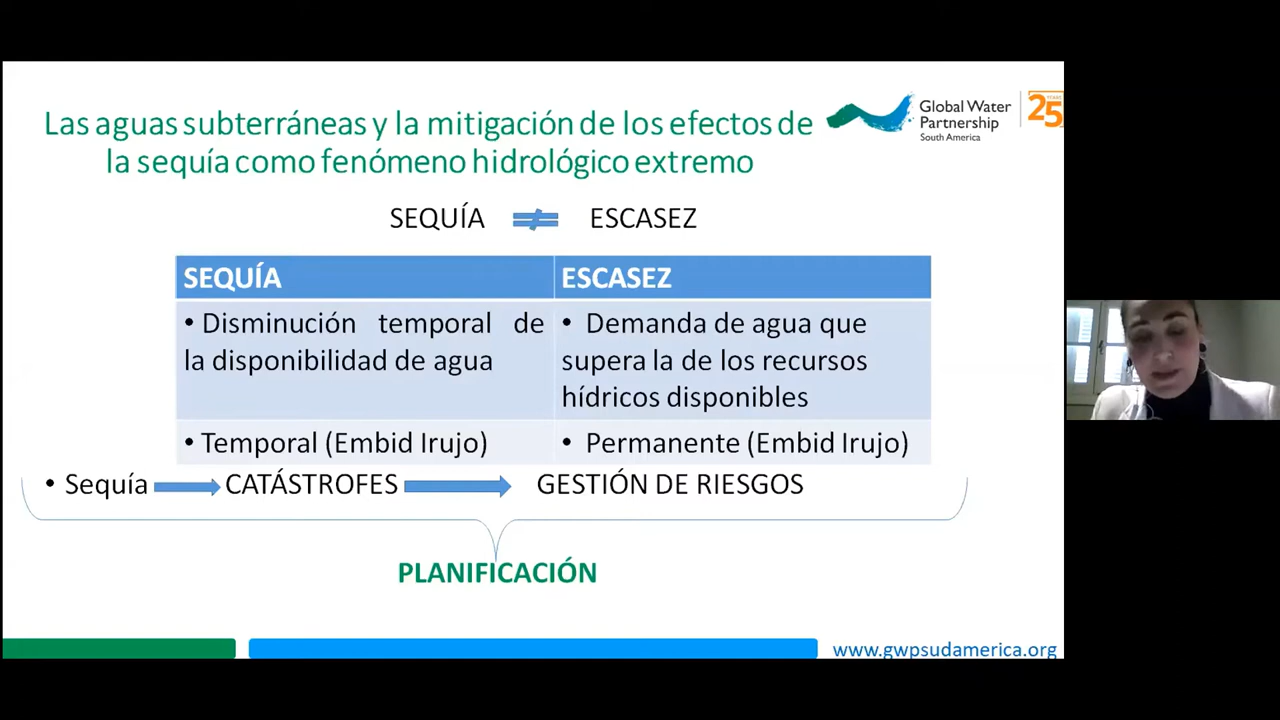 Las aguas subterráneas y la mitigación de los efectos de
la sequía como fenómeno hidrológico extremo
Global Water
Partnership
South America
25
YEARS
SEQUÍA ≠ ESCASEZ
SEQUÍA
ESCASEZ
• Disminución temporal de
la disponibilidad de agua
• Demanda de agua que
supera la de los recursos
hídricos disponibles
• Temporal (Embid Irujo)
• Permanente (Embid Irujo)
• Sequía CATÁSTROFES GESTIÓN DE RIESGOS
PLANIFICACIÓN
www.gwpsudamerica.org